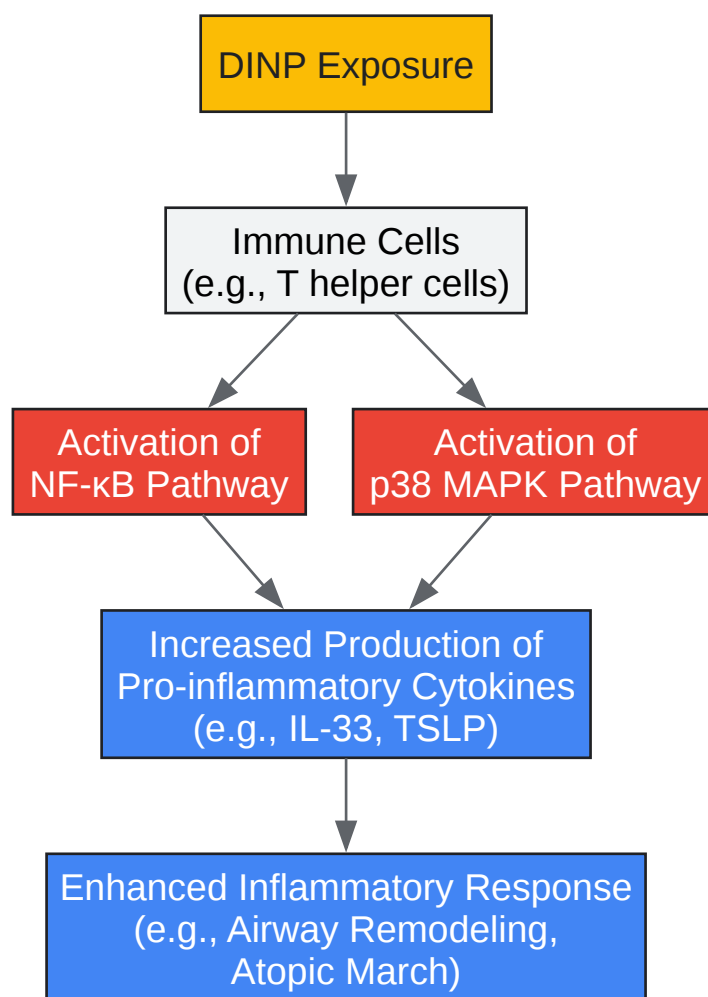 DINP Exposure
Immune Cells
(e.g., T helper cells)
Activation of
NF-κB Pathway
Activation of
p38 MAPK Pathway
Increased Production of
Pro-inflammatory Cytokines
(e.g., IL-33, TSLP)
Enhanced Inflammatory Response
(e.g., Airway Remodeling,
Atopic March)